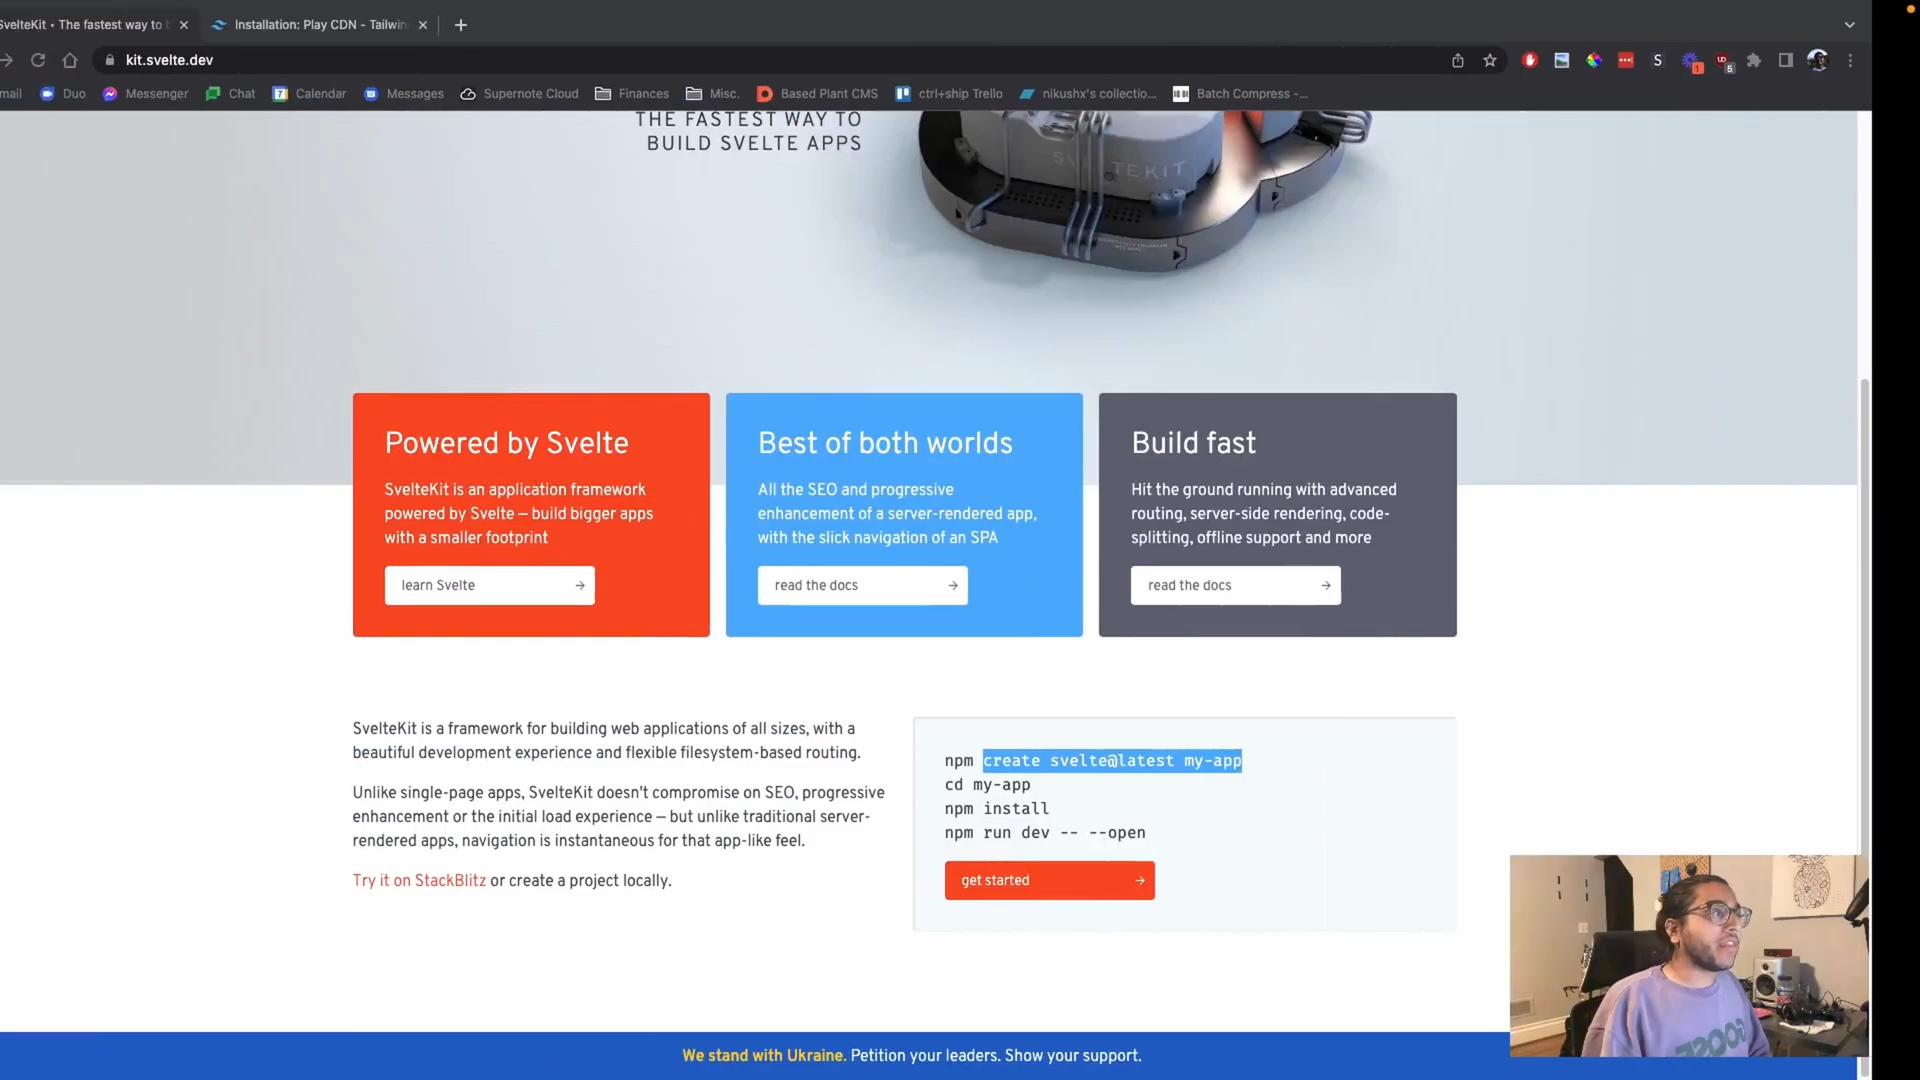 SvelteKit • The fastest way to b
Installation: Play CDN - Tailwin
kit.svelte.dev
S
1
5
mail
Duo
Messenger
Chat
7
Calendar
Messages
Supernote Cloud
Finances
Misc.
Based Plant CMS
ctrl+ship Trello
nikushx's collectio...
Batch Compress -...
THE FASTEST WAY TO
BUILD SVELTE APPS
SVELTEKIT
Powered by Svelte
SvelteKit is an application framework
powered by Svelte — build bigger apps
with a smaller footprint
learn Svelte →
Best of both worlds
All the SEO and progressive
enhancement of a server-rendered app,
with the slick navigation of an SPA
read the docs →
Build fast
Hit the ground running with advanced
routing, server-side rendering, code-
splitting, offline support and more
read the docs →
SvelteKit is a framework for building web applications of all sizes, with a
beautiful development experience and flexible filesystem-based routing.
Unlike single-page apps, SvelteKit doesn't compromise on SEO, progressive
enhancement or the initial load experience — but unlike traditional server-
rendered apps, navigation is instantaneous for that app-like feel.
Try it on StackBlitz or create a project locally.
npm create svelte@latest my-app
cd my-app
npm install
npm run dev -- --open
get started →
We stand with Ukraine. Petition your leaders. Show your support.